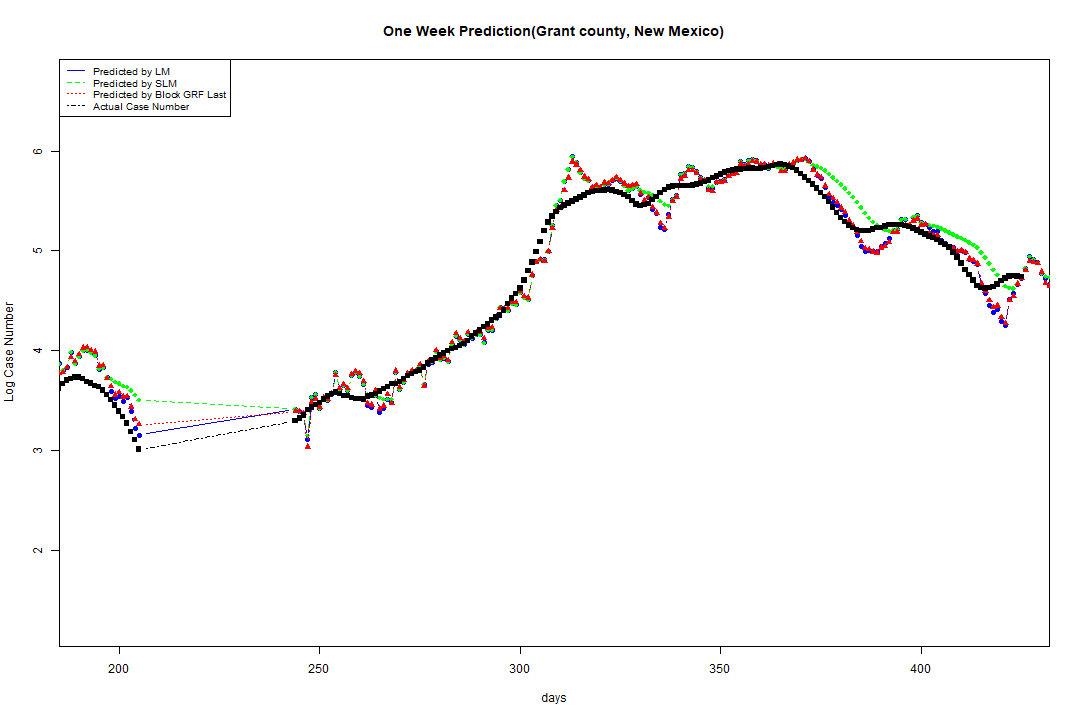 One Week Prediction(Grant county, New Mexico)
Predicted by LM
Predicted by SLM
Predicted by Block GRF Last
Actual Case Number
6
5
4
3
2
Log Case Number
200 250 300 350 400
days